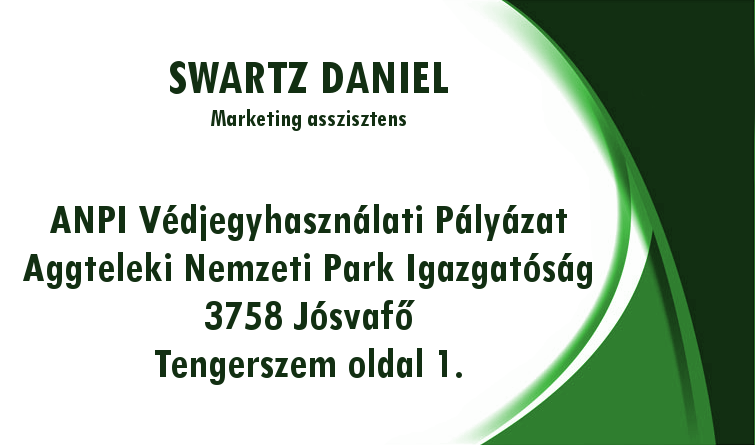 SWARTZ DANIEL
Marketing asszisztens
ANPI Védjegyhasználati Pályázat
Aggteleki Nemzeti Park Igazgatóság
3758 Jósvafő
Tengerszem oldal 1.